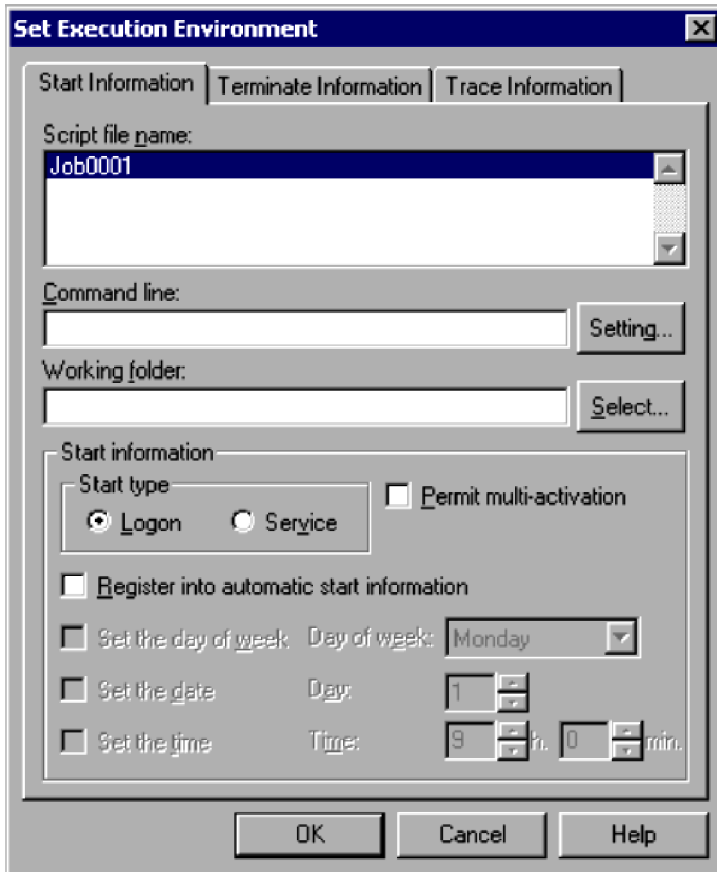 Set Execution Environment
Start Information Terminate Information Trace Information
Script file name:
Job0001
Command line:
Setting...
Working folder:
Select...
Start information
Start type
Logon Service Permit multi-activation
Register into automatic start information
Set the day of week Day of week: Monday
Set the date Day: 1
Set the time Time: 9 h. 0 min.
OK Cancel Help